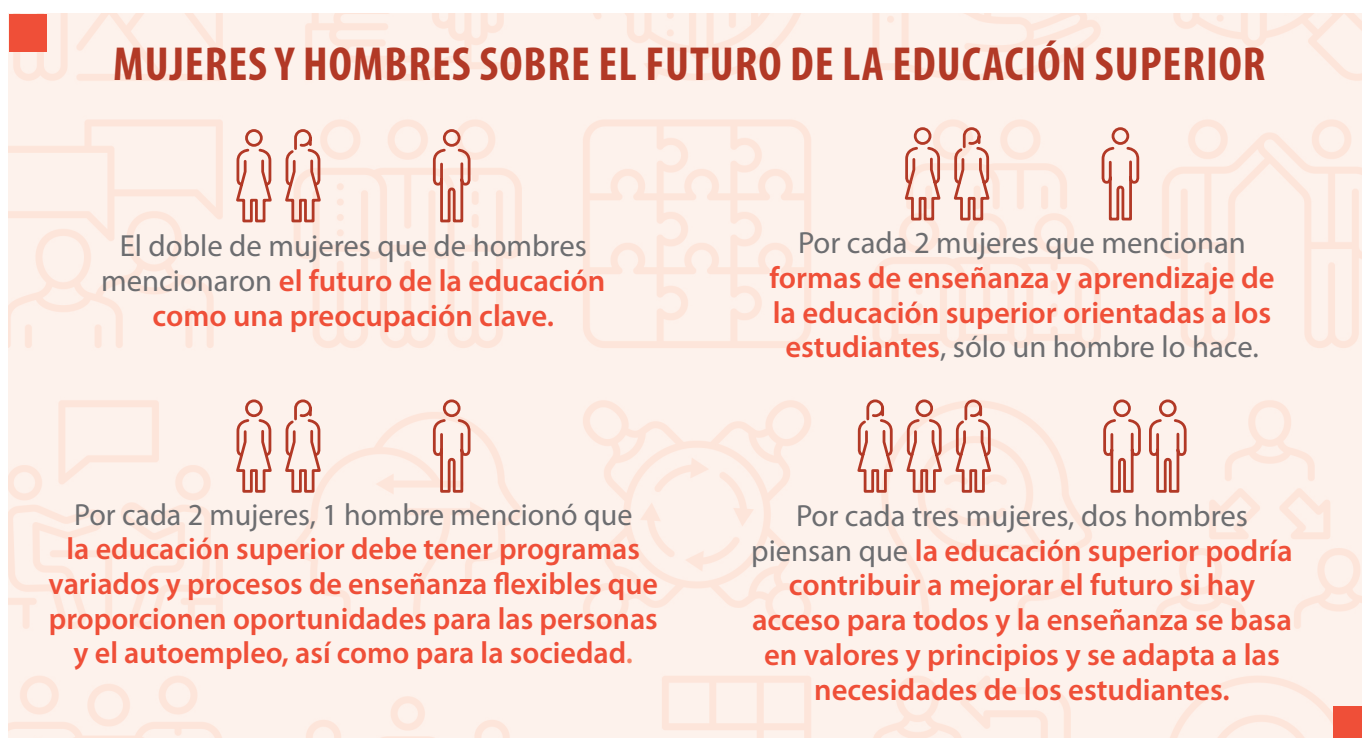 MUJERES Y HOMBRES SOBRE EL FUTURO DE LA EDUCACIÓN SUPERIOR
El doble de mujeres que de hombres
mencionaron el futuro de la educación
como una preocupación clave.
Por cada 2 mujeres que mencionan
formas de enseñanza y aprendizaje de
la educación superior orientadas a los
estudiantes, sólo un hombre lo hace.
Por cada 2 mujeres, 1 hombre mencionó que
la educación superior debe tener programas
variados y procesos de enseñanza flexibles que
proporcionen oportunidades para las personas
y el autoempleo, así como para la sociedad.
Por cada tres mujeres, dos hombres
piensan que la educación superior podría
contribuir a mejorar el futuro si hay
acceso para todos y la enseñanza se basa
en valores y principios y se adapta a las
necesidades de los estudiantes.